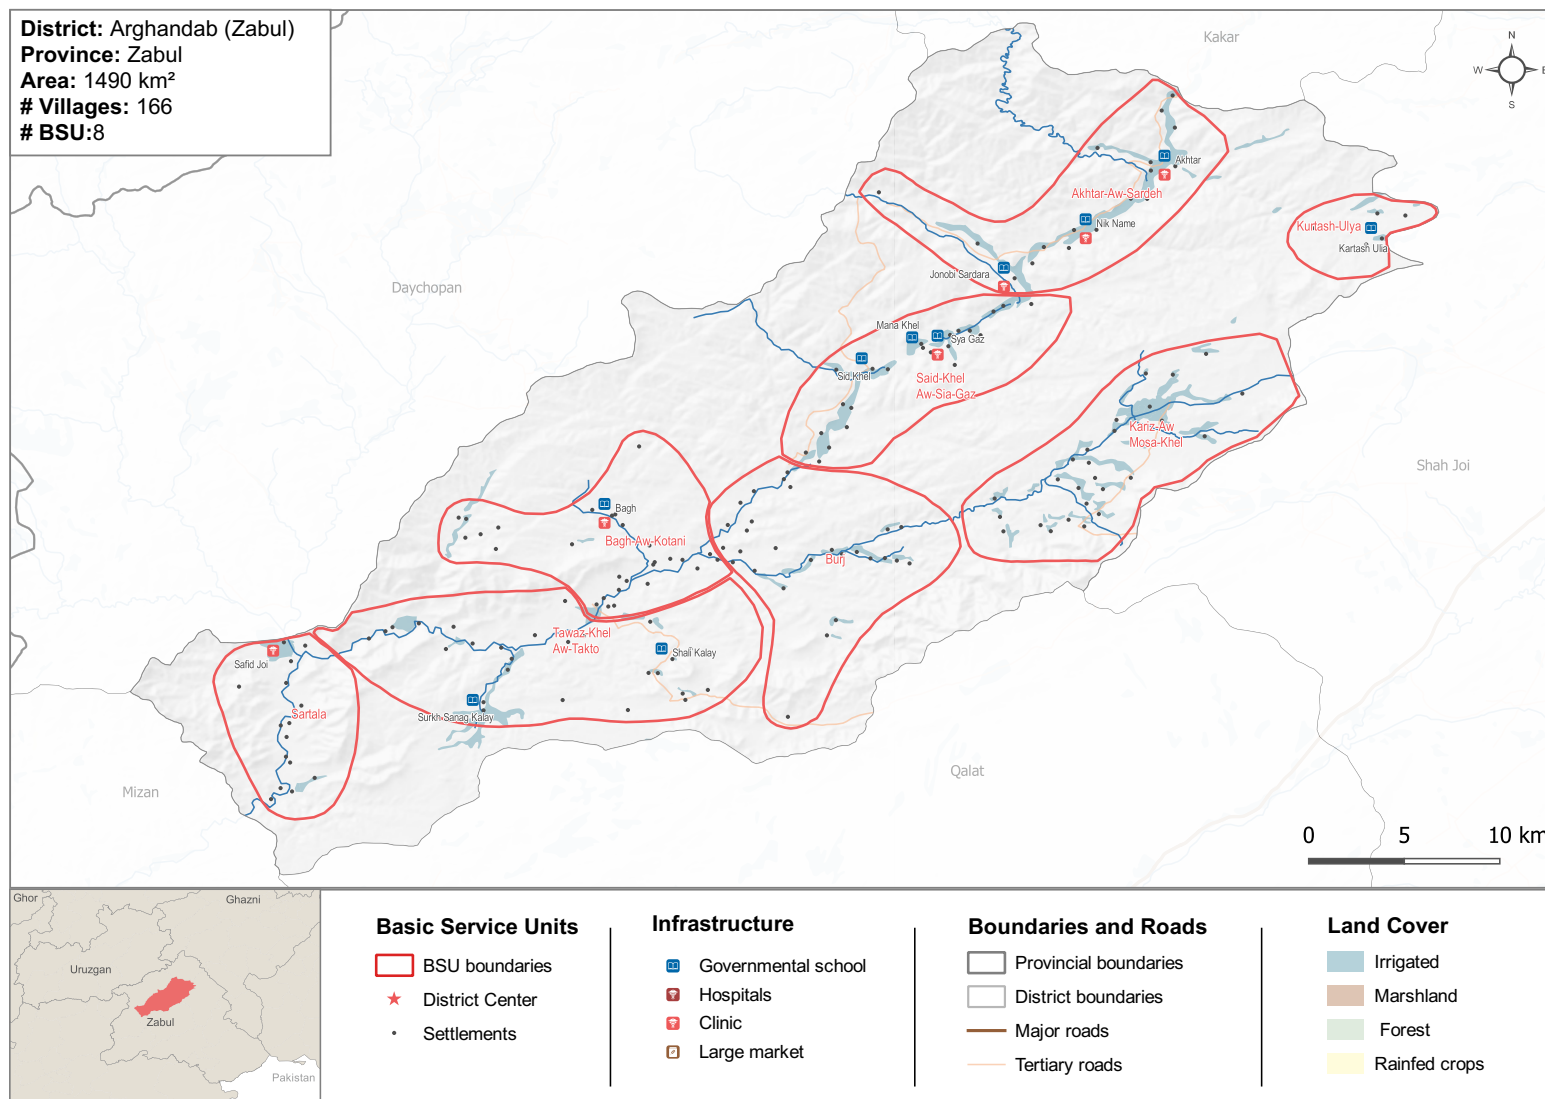 District: Arghandab (Zabul)
Province: Zabul
Area: 1490 km²
# Villages: 166
# BSU:8
Kakar
N
W
E
S
Akhtar
Akhtar-Aw-Sardeh
Nik Name
Kurtash-Ulya
Kartash Ulia
Jonobi Sardara
Daychopan
Mana Khel
Sya Gaz
Sid Khel
Said-Khel
Aw-Sia-Gaz
Kariz-Aw
Mosa-Khel
Shah Joi
Bagh
Bagh-Aw-Kotani
Burj
Tawaz-Khel
Aw-Takto
Shali Kalay
Safid Joi
Sartala
Surkh Sanag Kalay
Mizan
Qalat
0 5 10 km
Ghor
Ghazni
Uruzgan
Zabul
Pakistan
Basic Service Units
BSU boundaries
District Center
Settlements
Infrastructure
Governmental school
Hospitals
Clinic
Large market
Boundaries and Roads
Provincial boundaries
District boundaries
Major roads
Tertiary roads
Land Cover
Irrigated
Marshland
Forest
Rainfed crops